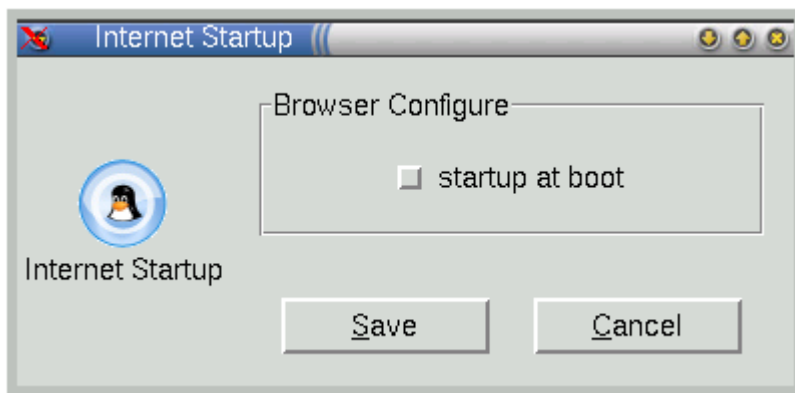 Internet Startup
Browser Configure
startup at boot
Internet Startup
Save
Cancel